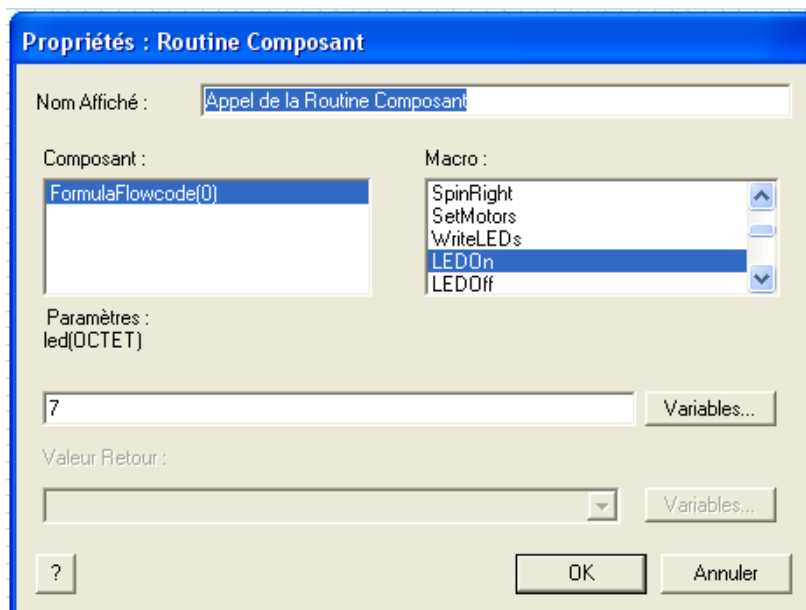 Propriétés : Routine Composant
Nom Affiché : Appel de la Routine Composant
Composant :
FormulaFlowcode(0)
Macro :
SpinRight
SetMotors
WriteLEDs
LEDOn
LEDOff
Paramètres :
led(OCTET)
7
Variables...
Valeur Retour :
Variables...
?
OK
Annuler